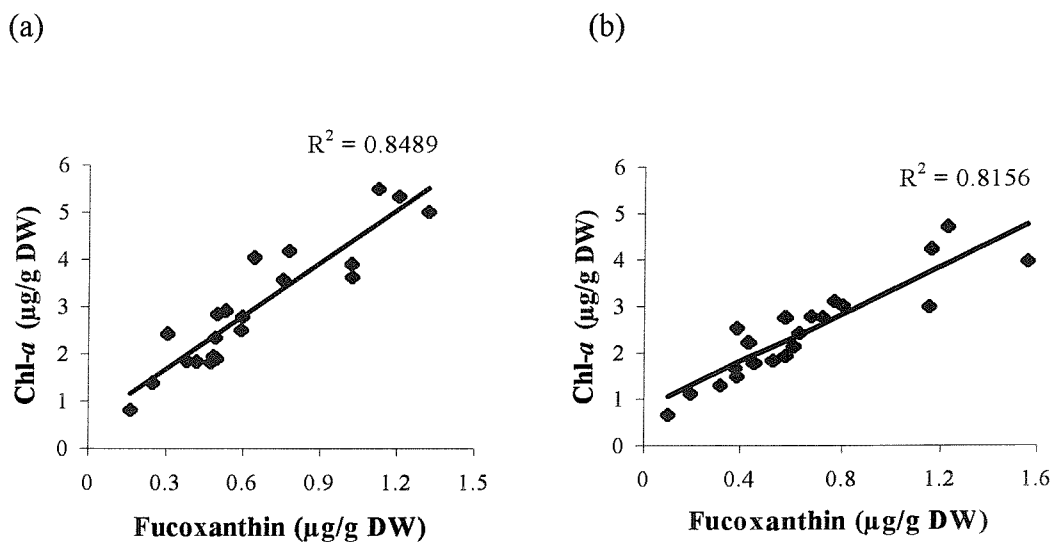 (a)
R² = 0.8489
6
5
4
3
2
1
0
Chl-a (µg/g DW)
0 0.3 0.6 0.9 1.2 1.5
Fucoxanthin (µg/g DW)
(b)
R² = 0.8156
6
5
4
3
2
1
0
Chl-a (µg/g DW)
0 0.4 0.8 1.2 1.6
Fucoxanthin (µg/g DW)